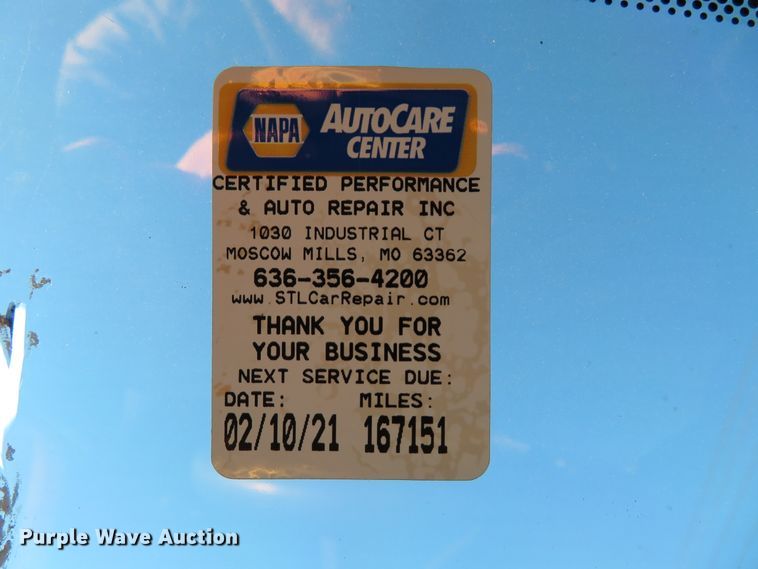 NAPA AUTOCARE CENTER
CERTIFIED PERFORMANCE
& AUTO REPAIR INC
1030 INDUSTRIAL CT
MOSCOW MILLS, MO 63362
636-356-4200
www.STLCarRepair.com
THANK YOU FOR
YOUR BUSINESS
NEXT SERVICE DUE:
DATE: MILES:
02/10/21 167151
Purple Wave Auction